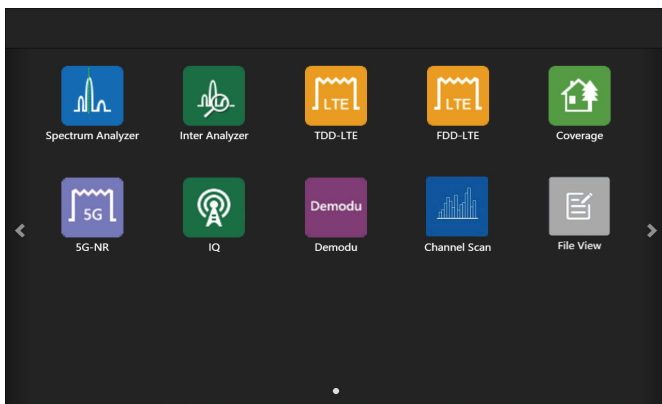 LTE
LTE
Spectrum Analyzer
Inter Analyzer
TDD-LTE
FDD-LTE
Coverage
5G
Demodu
5G-NR
IQ
Demodu
Channel Scan
File View